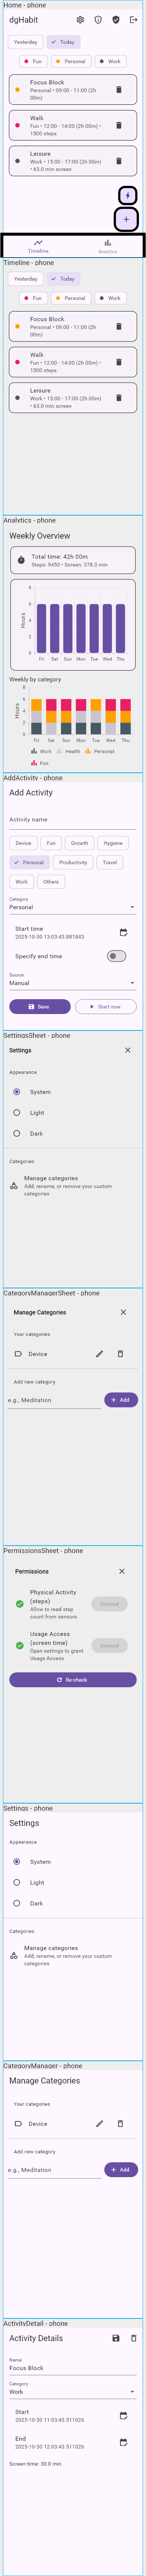 Home - phone
dgHabit
Yesterday
Today
Fun
Personal
Work
Focus Block
Personal • 09:00 - 11:00 (2h
00m)
Walk
Fun • 12:00 - 14:00 (2h 00m) •
1500 steps
Leisure
Work • 15:00 - 17:00 (2h 00m)
• 63.0 min screen
Timeline
Analytics
Timeline - phone
Yesterday
Today
Fun
Personal
Work
Focus Block
Personal • 09:00 - 11:00 (2h
00m)
Walk
Fun • 12:00 - 14:00 (2h 00m) •
1500 steps
Leisure
Work • 15:00 - 17:00 (2h 00m)
• 63.0 min screen
Analytics - phone
Weekly Overview
Total time: 42h 00m
Steps: 9450 • Screen: 378.0 min
Hours
8
6
4
2
0
Fri Sat Sun Mon Tue Wed Thu
Weekly by category
Hours
8
6
4
2
0
Fri Sat Sun Mon Tue Wed Thu
Work
Health
Personal
Fun
AddActivity - phone
Add Activity
Activity name
Device
Fun
Growth
Hygiene
Personal
Productivity
Travel
Work
Others
Category
Personal
Start time
2025-10-30 13:03:43.881943
Specify end time
Source
Manual
Save
Start now
SettingsSheet - phone
Settings
Appearance
System
Light
Dark
Categories
Manage categories
Add, rename, or remove your custom
categories
CategoryManagerSheet - phone
Manage Categories
Your categories
Device
Add new category
e.g., Meditation
Add
PermissionsSheet - phone
Permissions
Physical Activity
(steps)
Allow to read step
count from sensors
Granted
Usage Access
(screen time)
Open settings to grant
Usage Access
Granted
Re-check
Settings - phone
Settings
Appearance
System
Light
Dark
Categories
Manage categories
Add, rename, or remove your custom
categories
CategoryManager - phone
Manage Categories
Your categories
Device
Add new category
e.g., Meditation
Add
ActivityDetail - phone
Activity Details
Name
Focus Block
Category
Work
Start
2025-10-30 11:03:43.511026
End
2025-10-30 12:03:43.511026
Screen time: 30.0 min